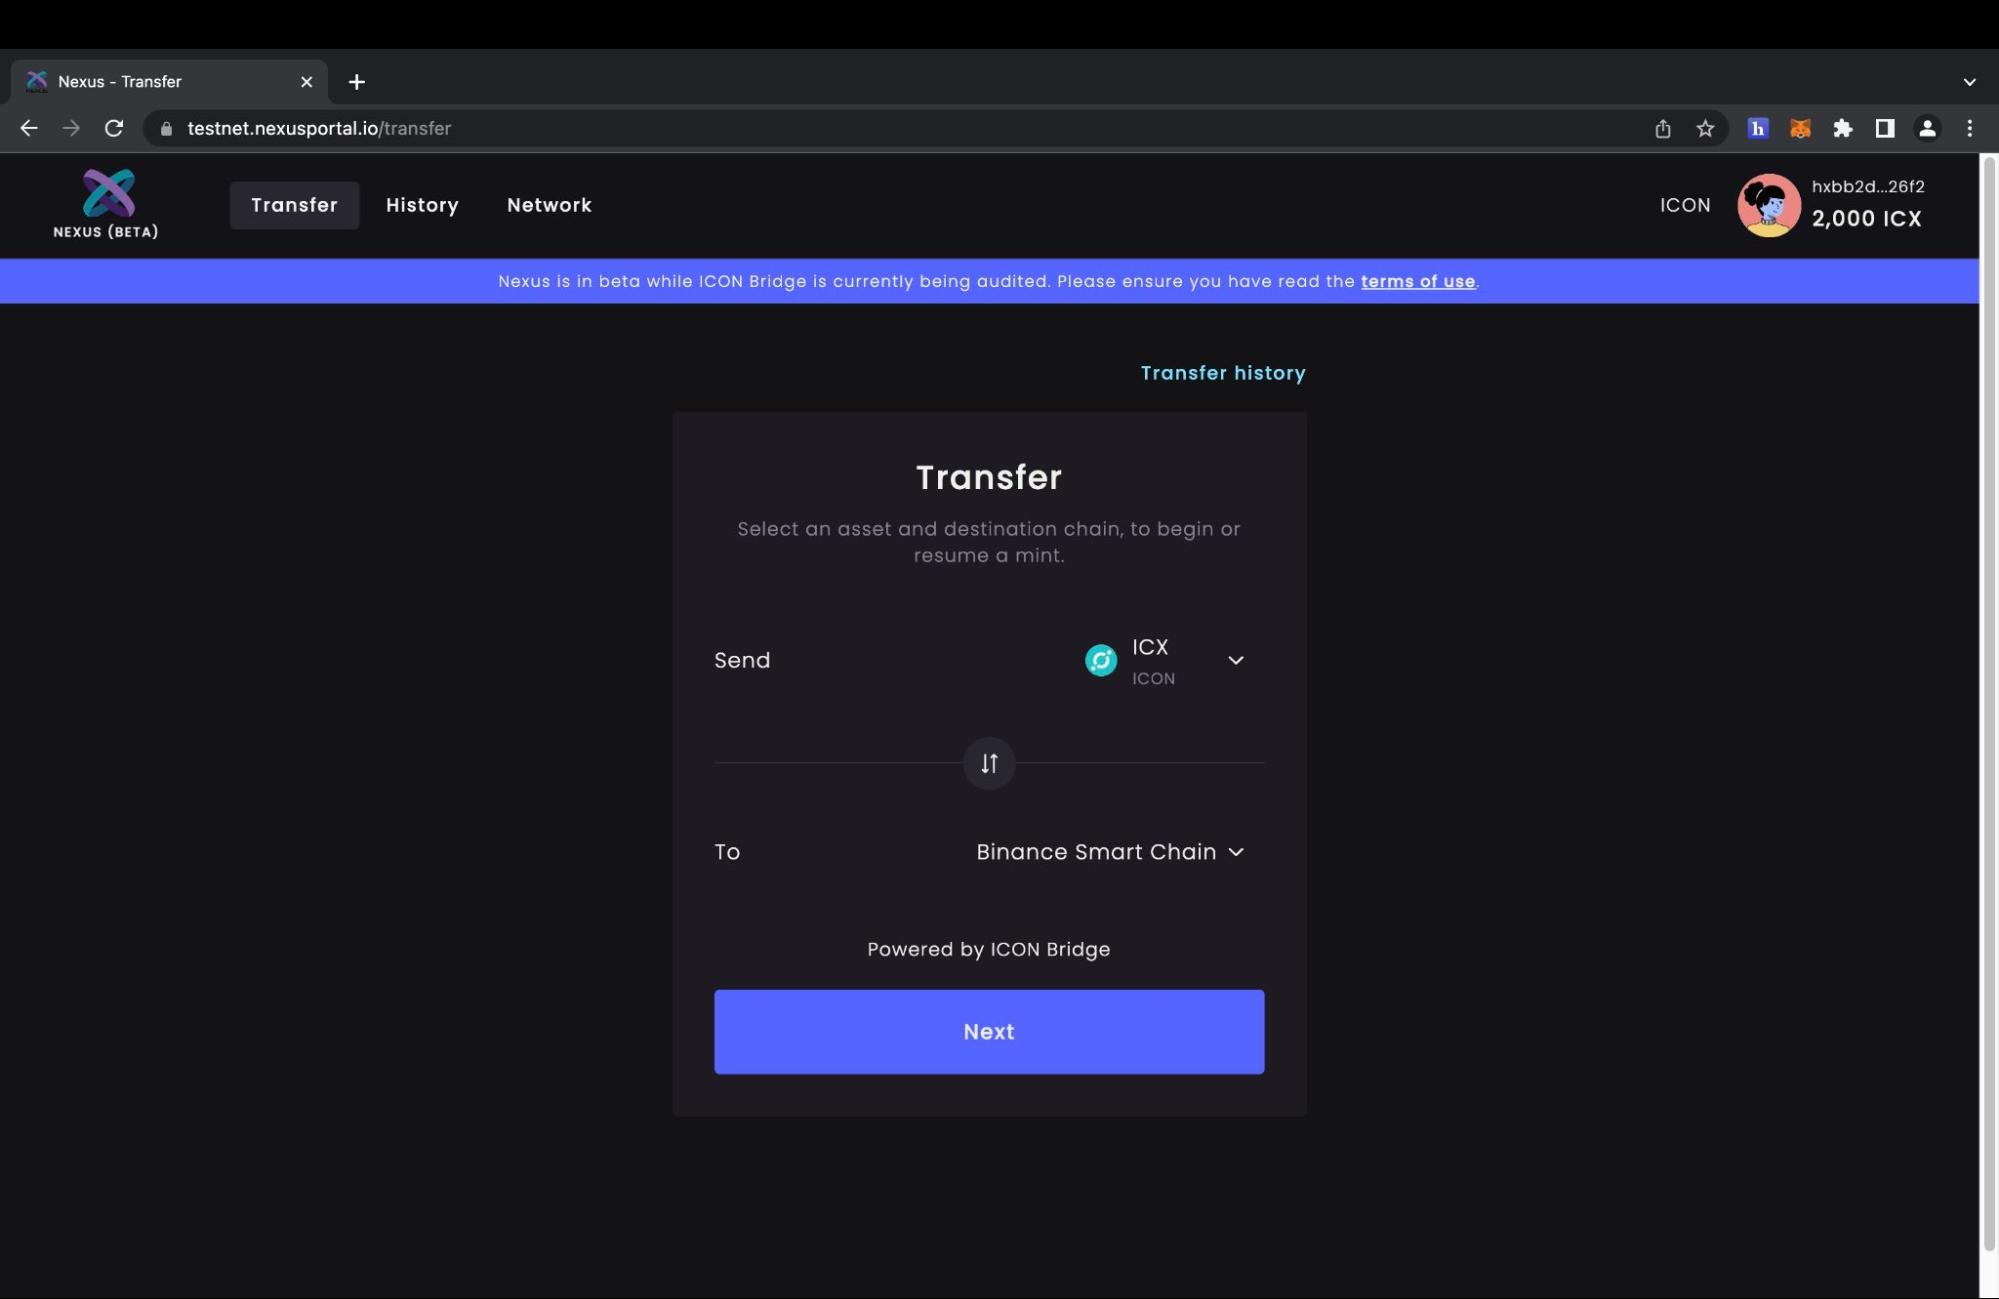 Nexus - Transfer
testnet.nexusportal.io/transfer
h
NEXUS (BETA)
Transfer
History
Network
ICON
hxbb2d...26f2
2,000 ICX
Nexus is in beta while ICON Bridge is currently being audited. Please ensure you have read the terms of use.
Transfer history
Transfer
Select an asset and destination chain, to begin or
resume a mint.
Send
ICX
ICON
To
Binance Smart Chain
Powered by ICON Bridge
Next